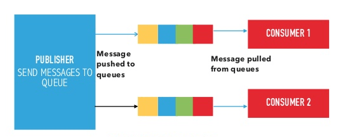 PUBLISHER
SEND MESSAGES TO
QUEUE
Message
pushed to
queues
Message pulled
from queues
CONSUMER 1
CONSUMER 2